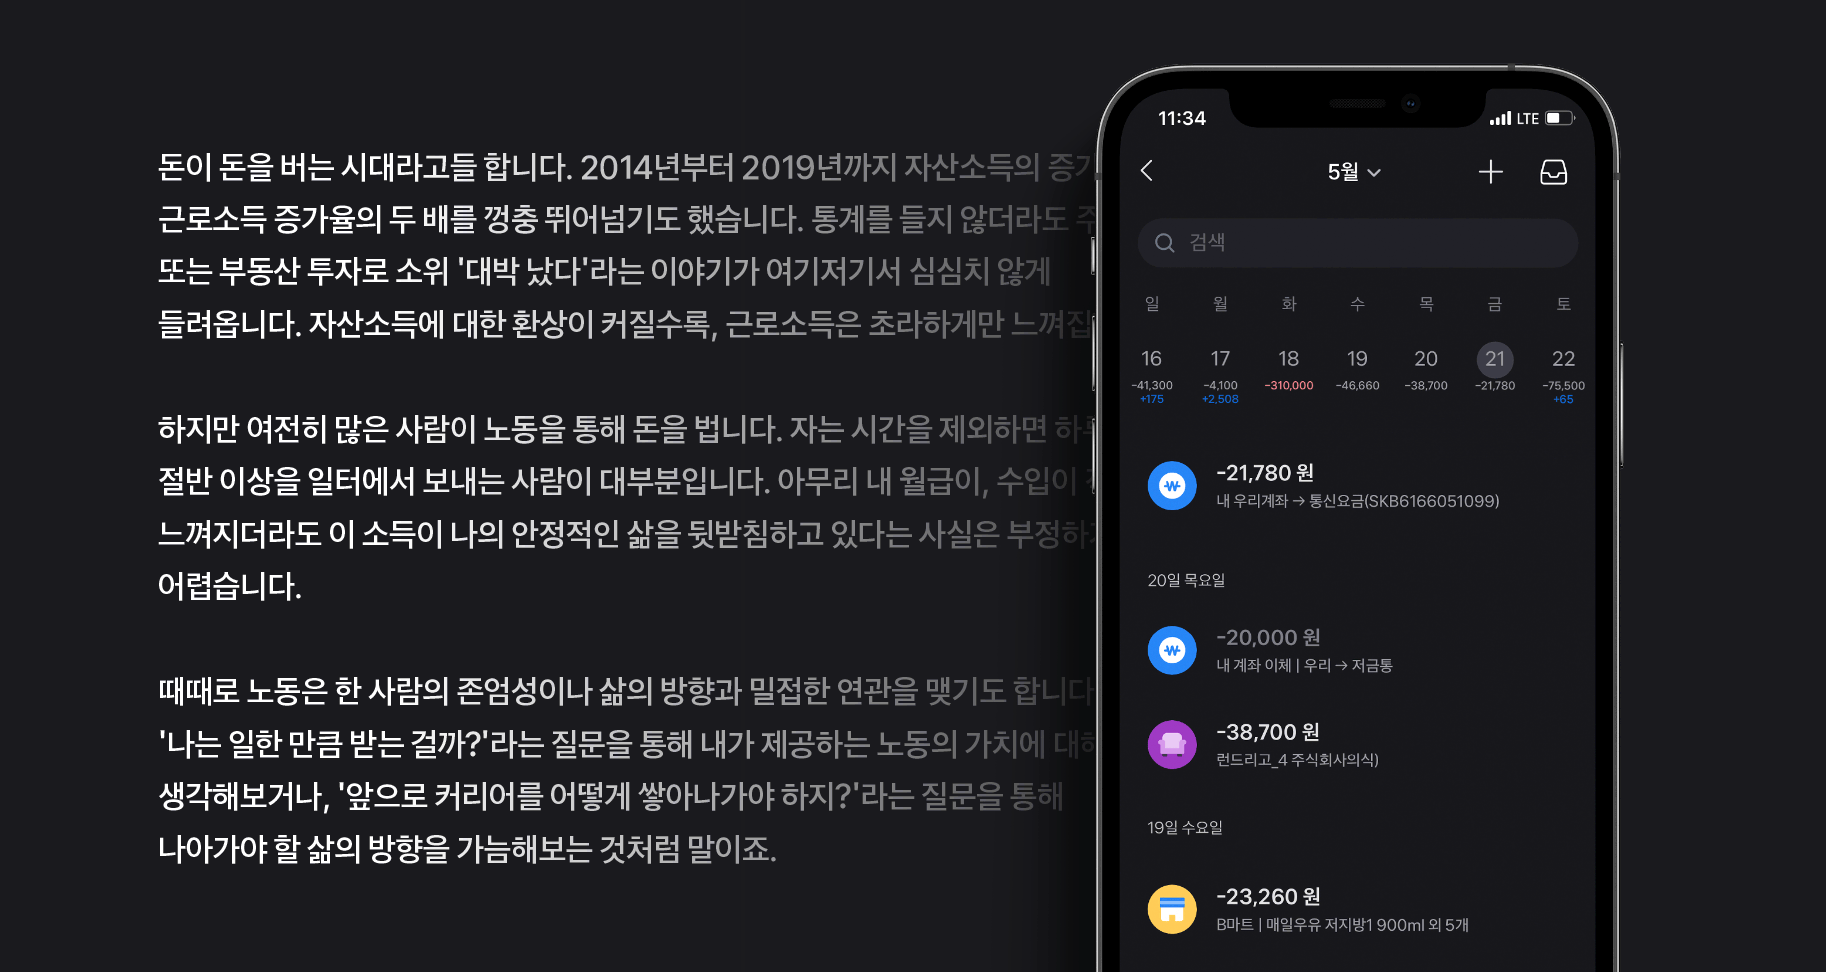 돈이 돈을 버는 시대라고들 합니다. 2014년부터 2019년까지 자산소득의
근로소득 증가율의 두 배를 껑충 뛰어넘기도 했습니다. 통계를 들지 않더라도
또는 부동산 투자로 소위 '대박 났다'라는 이야기가 여기저기서 심심치 않게
들려옵니다. 자산소득에 대한 환상이 커질수록, 근로소득은 초라하게만
하지만 여전히 많은 사람이 노동을 통해 돈을 법니다. 자는 시간을 제외하면
절반 이상을 일터에서 보내는 사람이 대부분입니다. 아무리 내 월급이, 수입이
느껴지더라도 이 소득이 나의 안정적인 삶을 뒷받침하고 있다는 사실은
어렵습니다.
때때로 노동은 한 사람의 존엄성이나 삶의 방향과 밀접한 연관을 맺기도 합니다
'나는 일한 만큼 받는 걸까?'라는 질문을 통해 내가 제공하는 노동의 가치에
생각해보거나, '앞으로 커리어를 어떻게 쌓아나가야 하지?'라는 질문을 통해
나아가야 할 삶의 방향을 가늠해보는 것처럼 말이죠.
11:34 LTE
5월
검색
일 월 화 수 목 금 토
16 17 18 19 20 21 22
-41,300 -4,100 -310,000 -46,660 -38,700 -21,780 -75,500
+175 +2,508 +65
-21,780 원
내 우리계좌 → 통신요금(SKB6166051099)
20일 목요일
-20,000 원
내 계좌 이체 | 우리 → 저금통
-38,700 원
런드리고_4 주식회사의식)
19일 수요일
-23,260 원
B마트 | 매일우유 저지방1 900ml 외 5개